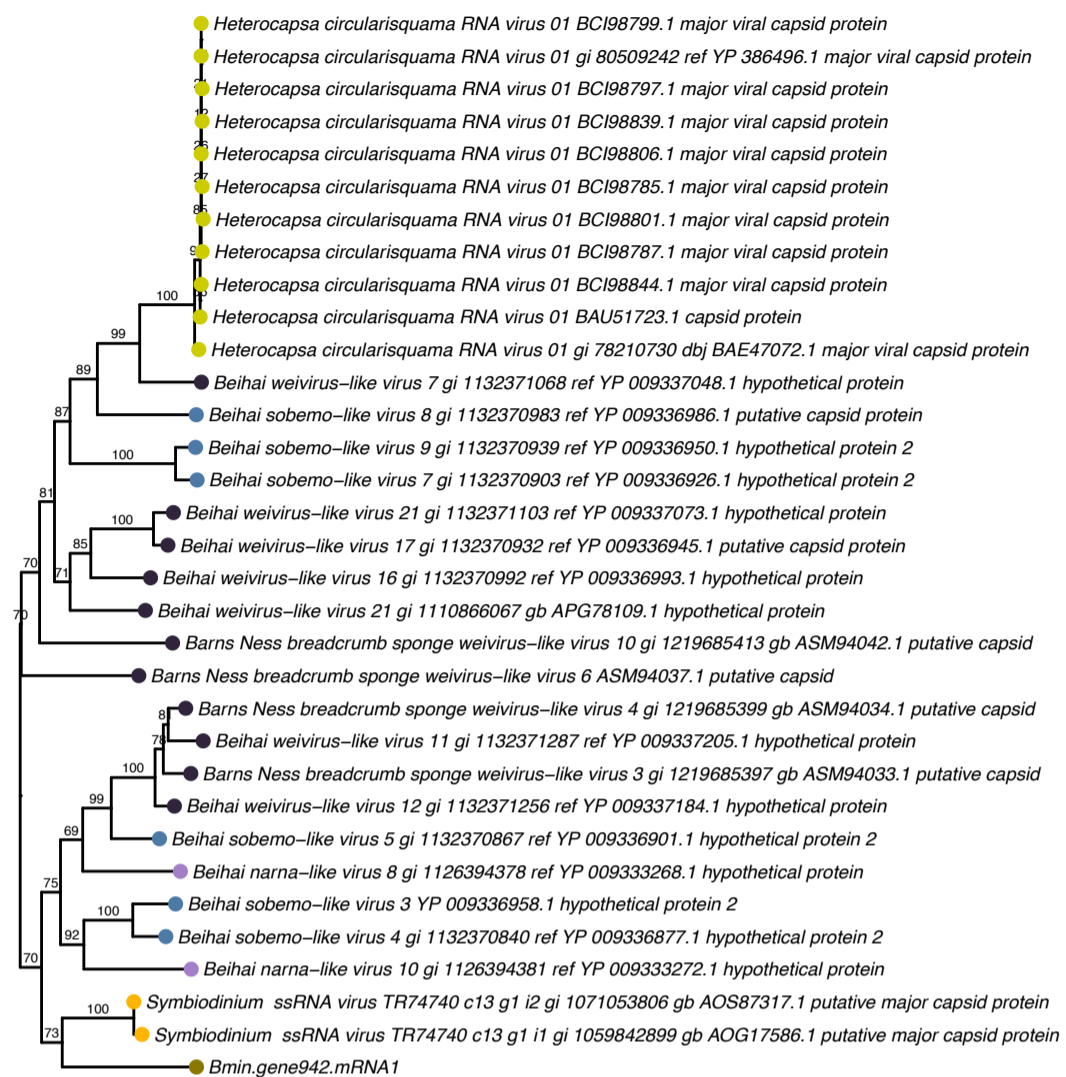 Heterocapsa circularisquama RNA virus 01 BCI98799.1 major viral capsid protein
Heterocapsa circularisquama RNA virus 01 gi 80509242 ref YP 386496.1 major viral capsid protein
Heterocapsa circularisquama RNA virus 01 BCI98797.1 major viral capsid protein
Heterocapsa circularisquama RNA virus 01 BCI98839.1 major viral capsid protein
Heterocapsa circularisquama RNA virus 01 BCI98806.1 major viral capsid protein
Heterocapsa circularisquama RNA virus 01 BCI98785.1 major viral capsid protein
Heterocapsa circularisquama RNA virus 01 BCI98801.1 major viral capsid protein
Heterocapsa circularisquama RNA virus 01 BCI98787.1 major viral capsid protein
Heterocapsa circularisquama RNA virus 01 BCI98844.1 major viral capsid protein
100
Heterocapsa circularisquama RNA virus 01 BAU51723.1 capsid protein
99
Heterocapsa circularisquama RNA virus 01 gi 78210730 dbj BAE47072.1 major viral capsid protein
89
Beihai weivirus−like virus 7 gi 1132371068 ref YP 009337048.1 hypothetical protein
87
Beihai sobemo−like virus 8 gi 1132370983 ref YP 009336986.1 putative capsid protein
Beihai sobemo−like virus 9 gi 1132370939 ref YP 009336950.1 hypothetical protein 2
100
Beihai sobemo−like virus 7 gi 1132370903 ref YP 009336926.1 hypothetical protein 2
81
Beihai weivirus−like virus 21 gi 1132371103 ref YP 009337073.1 hypothetical protein
100
85
Beihai weivirus−like virus 17 gi 1132370932 ref YP 009336945.1 putative capsid protein
70
71
Beihai weivirus−like virus 16 gi 1132370992 ref YP 009336993.1 hypothetical protein
70
Beihai weivirus−like virus 21 gi 1110866067 gb APG78109.1 hypothetical protein
Barns Ness breadcrumb sponge weivirus−like virus 10 gi 1219685413 gb ASM94042.1 putative capsid
Barns Ness breadcrumb sponge weivirus−like virus 6 ASM94037.1 putative capsid
Barns Ness breadcrumb sponge weivirus−like virus 4 gi 1219685399 gb ASM94034.1 putative capsid
78
Beihai weivirus−like virus 11 gi 1132371287 ref YP 009337205.1 hypothetical protein
100
Barns Ness breadcrumb sponge weivirus−like virus 3 gi 1219685397 gb ASM94033.1 putative capsid
99
Beihai weivirus−like virus 12 gi 1132371256 ref YP 009337184.1 hypothetical protein
69
Beihai sobemo−like virus 5 gi 1132370867 ref YP 009336901.1 hypothetical protein 2
Beihai narna−like virus 8 gi 1126394378 ref YP 009333268.1 hypothetical protein
75
100
Beihai sobemo−like virus 3 YP 009336958.1 hypothetical protein 2
92
Beihai sobemo−like virus 4 gi 1132370840 ref YP 009336877.1 hypothetical protein 2
70
Beihai narna−like virus 10 gi 1126394381 ref YP 009333272.1 hypothetical protein
Symbiodinium ssRNA virus TR74740 c13 g1 i2 gi 1071053806 gb AOS87317.1 putative major capsid protein
100
73
Symbiodinium ssRNA virus TR74740 c13 g1 i1 gi 1059842899 gb AOG17586.1 putative major capsid protein
Bmin.gene942.mRNA1